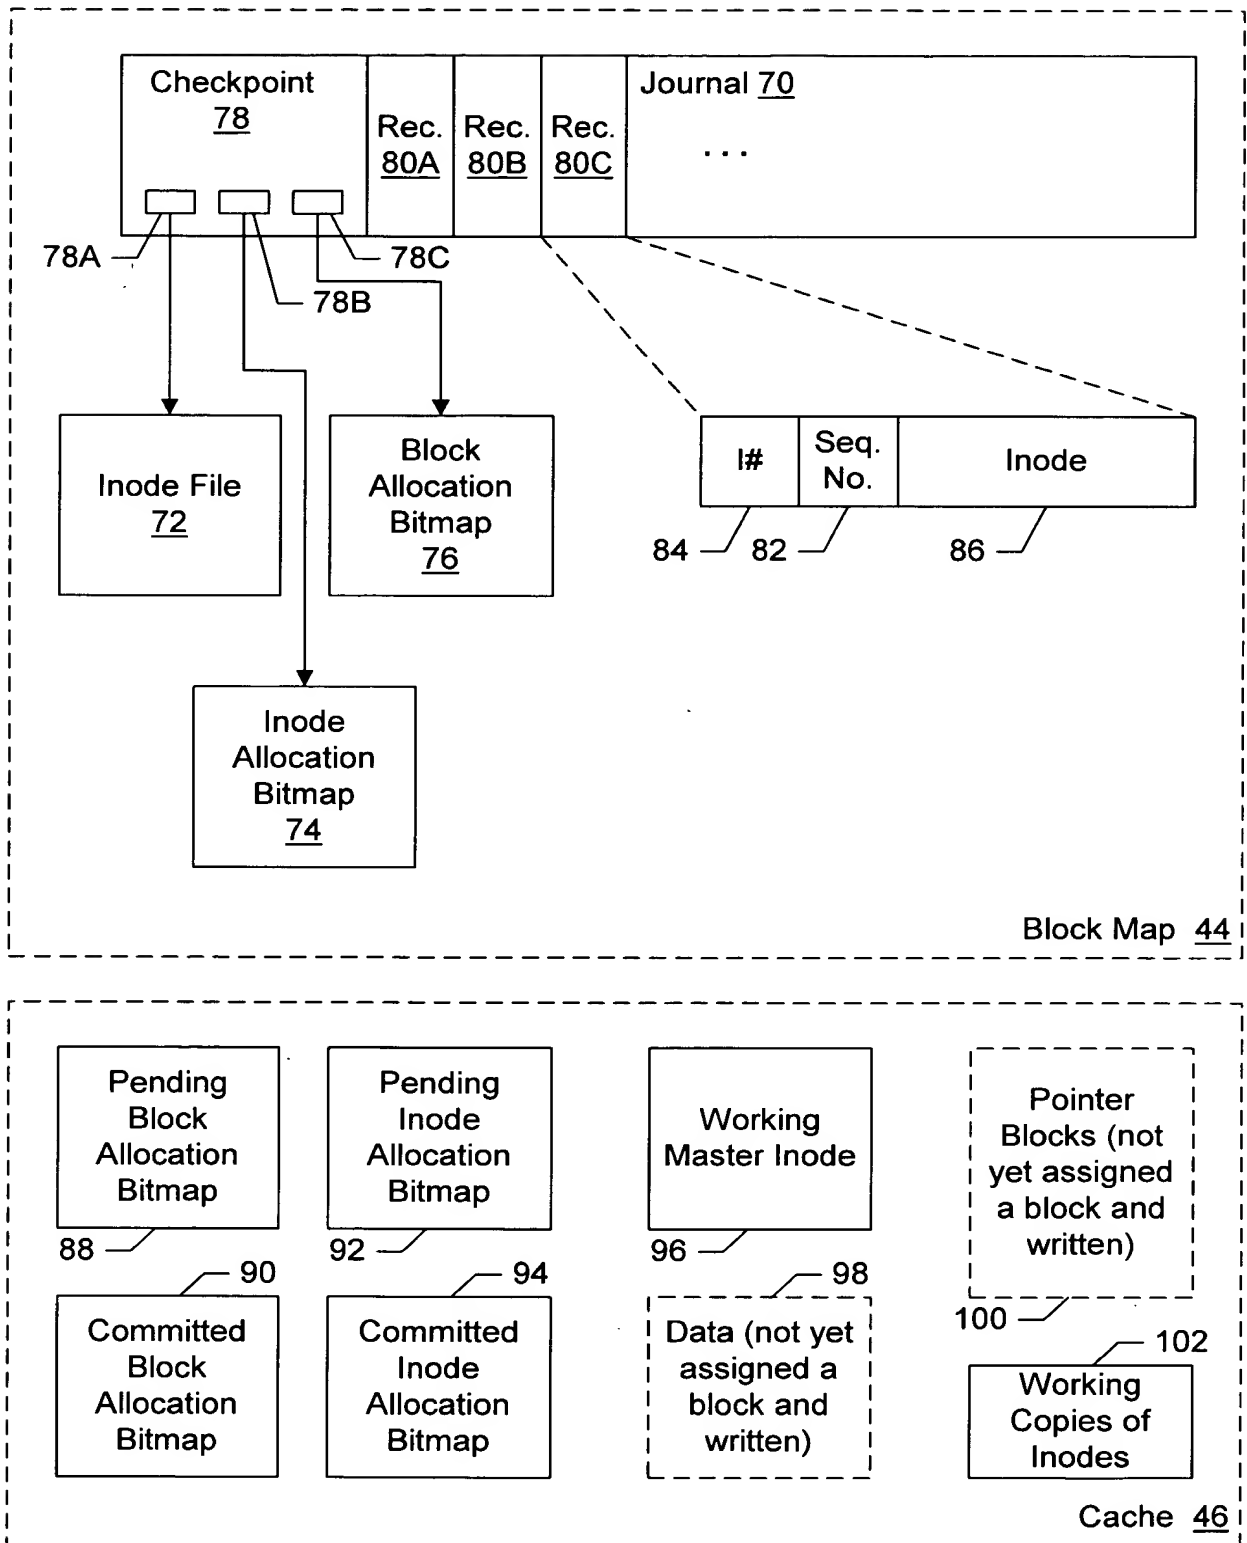 Checkpoint
78
Rec.
80A
Rec.
80B
Rec.
80C
Journal 70
...
78A
78B
78C
Inode File
72
Block
Allocation
Bitmap
76
I#
Seq.
No.
Inode
84
82
86
Inode
Allocation
Bitmap
74
Block Map 44
Pending
Block
Allocation
Bitmap
88
Pending
Inode
Allocation
Bitmap
92
Working
Master Inode
96
Pointer
Blocks (not
yet assigned
a block and
written)
100
90
Committed
Block
Allocation
Bitmap
94
Committed
Inode
Allocation
Bitmap
98
Data (not yet
assigned a
block and
written)
102
Working
Copies of
Inodes
Cache 46